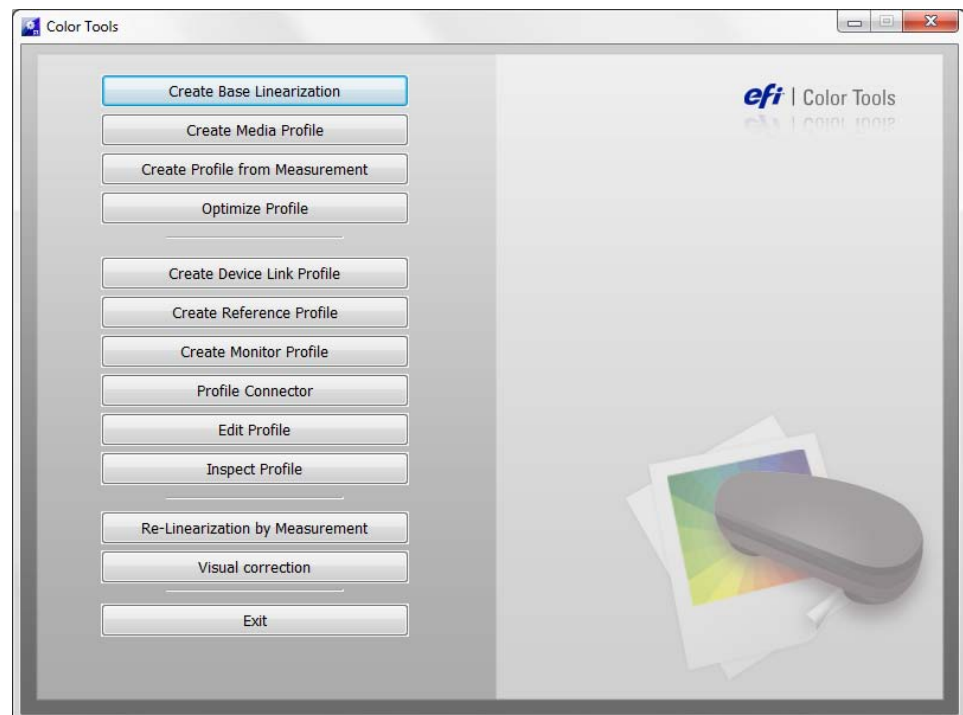 Color Tools
Create Base Linearization
efi | Color Tools
Create Media Profile
Create Profile from Measurement
Optimize Profile
Create Device Link Profile
Create Reference Profile
Create Monitor Profile
Profile Connector
Edit Profile
Inspect Profile
Re-Linearization by Measurement
Visual correction
Exit